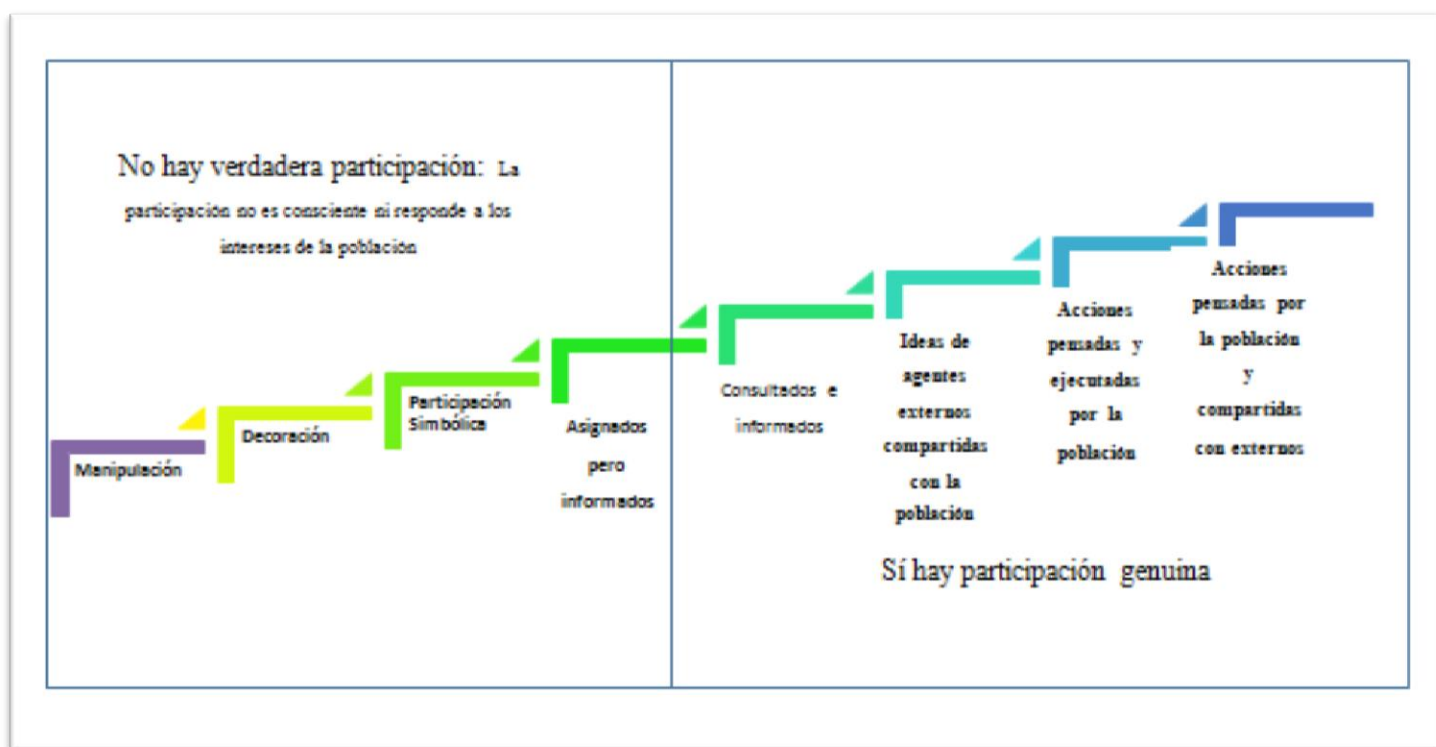 No hay verdadera participación: La
participación no es consciente ni responde a los
intereses de la población
Manipulación
Decoración
Participación
Simbólica
Asignados
pero
informados
Consultados e
informados
Ideas de
agentes
externos
compartidas
con la
población
Acciones
pensadas y
ejecutadas
por la
población
Acciones
pensadas por
la población
y
compartidas
con externos
Sí hay participación genuina